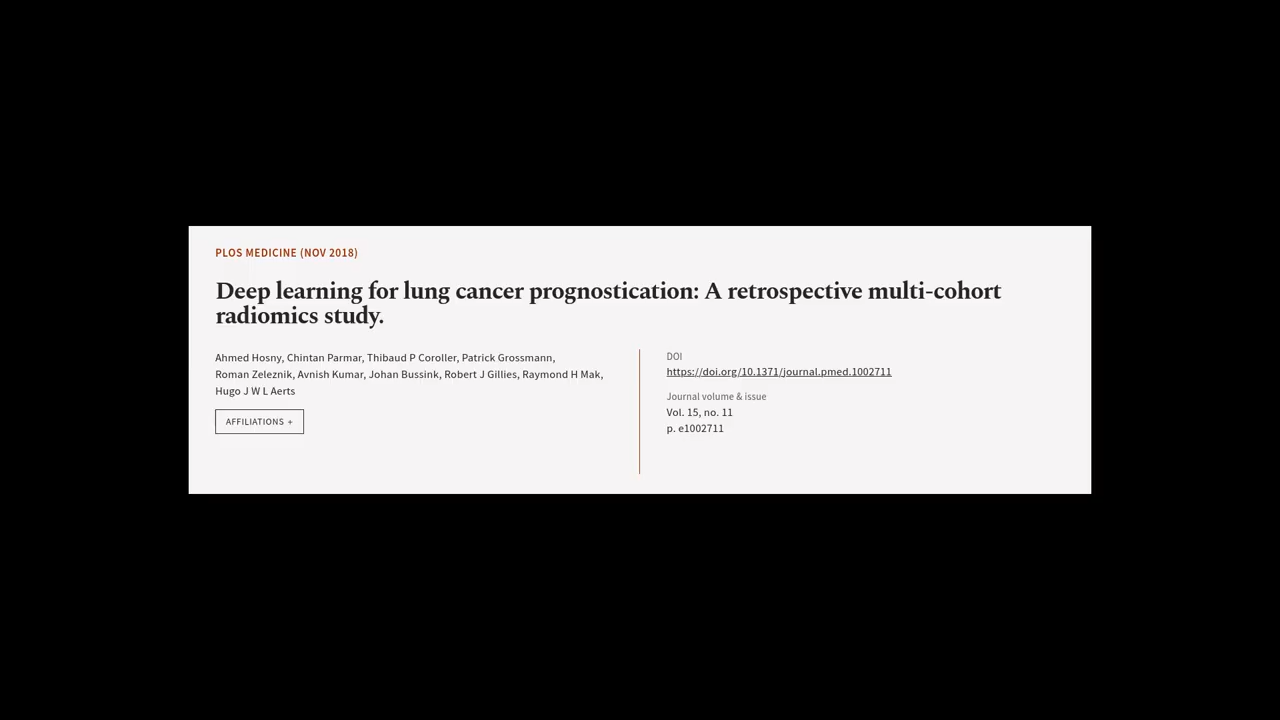 PLOS MEDICINE (NOV 2018)
Deep learning for lung cancer prognostication: A retrospective multi-cohort
radiomics study.
Ahmed Hosny, Chintan Parmar, Thibaud P Coroller, Patrick Grossmann,
Roman Zeleznik, Avnish Kumar, Johan Bussink, Robert J Gillies, Raymond H Mak,
Hugo J W L Aerts
AFFILIATIONS +
DOI
https://doi.org/10.1371/journal.pmed.1002711
Journal volume & issue
Vol. 15, no. 11
p. e1002711